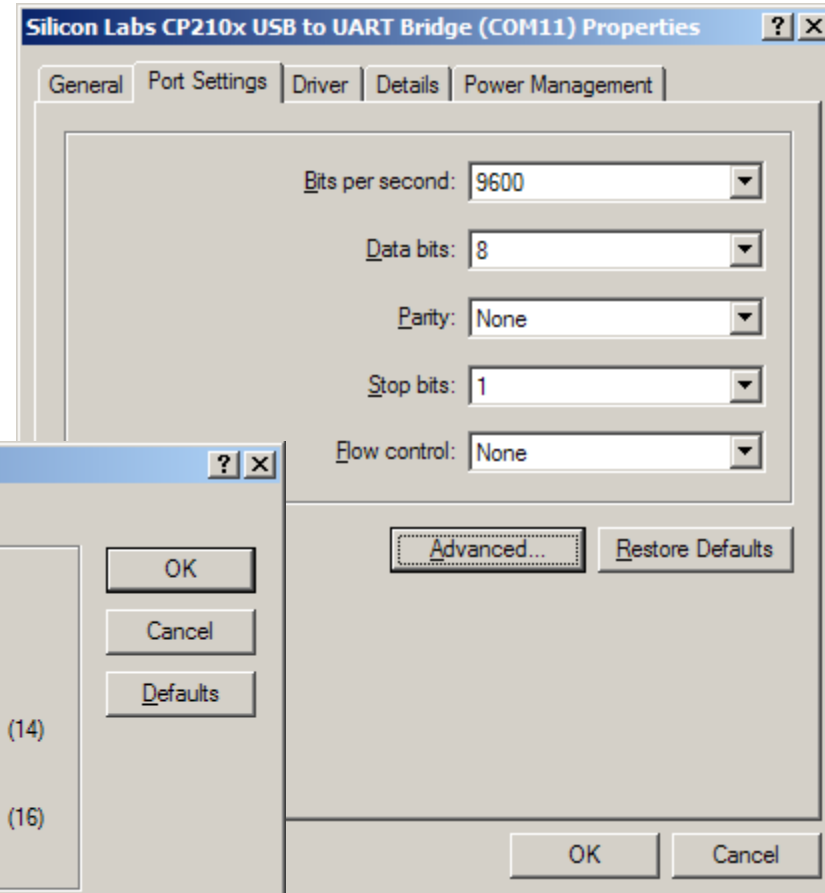 Silicon Labs CP210x USB to UART Bridge (COM11) Properties
General Port Settings Driver Details Power Management
Bits per second: 9600
Data bits: 8
Parity: None
Stop bits: 1
Flow control: None
Advanced... Restore Defaults
OK Cancel
OK
Cancel
Defaults
(14)
(16)